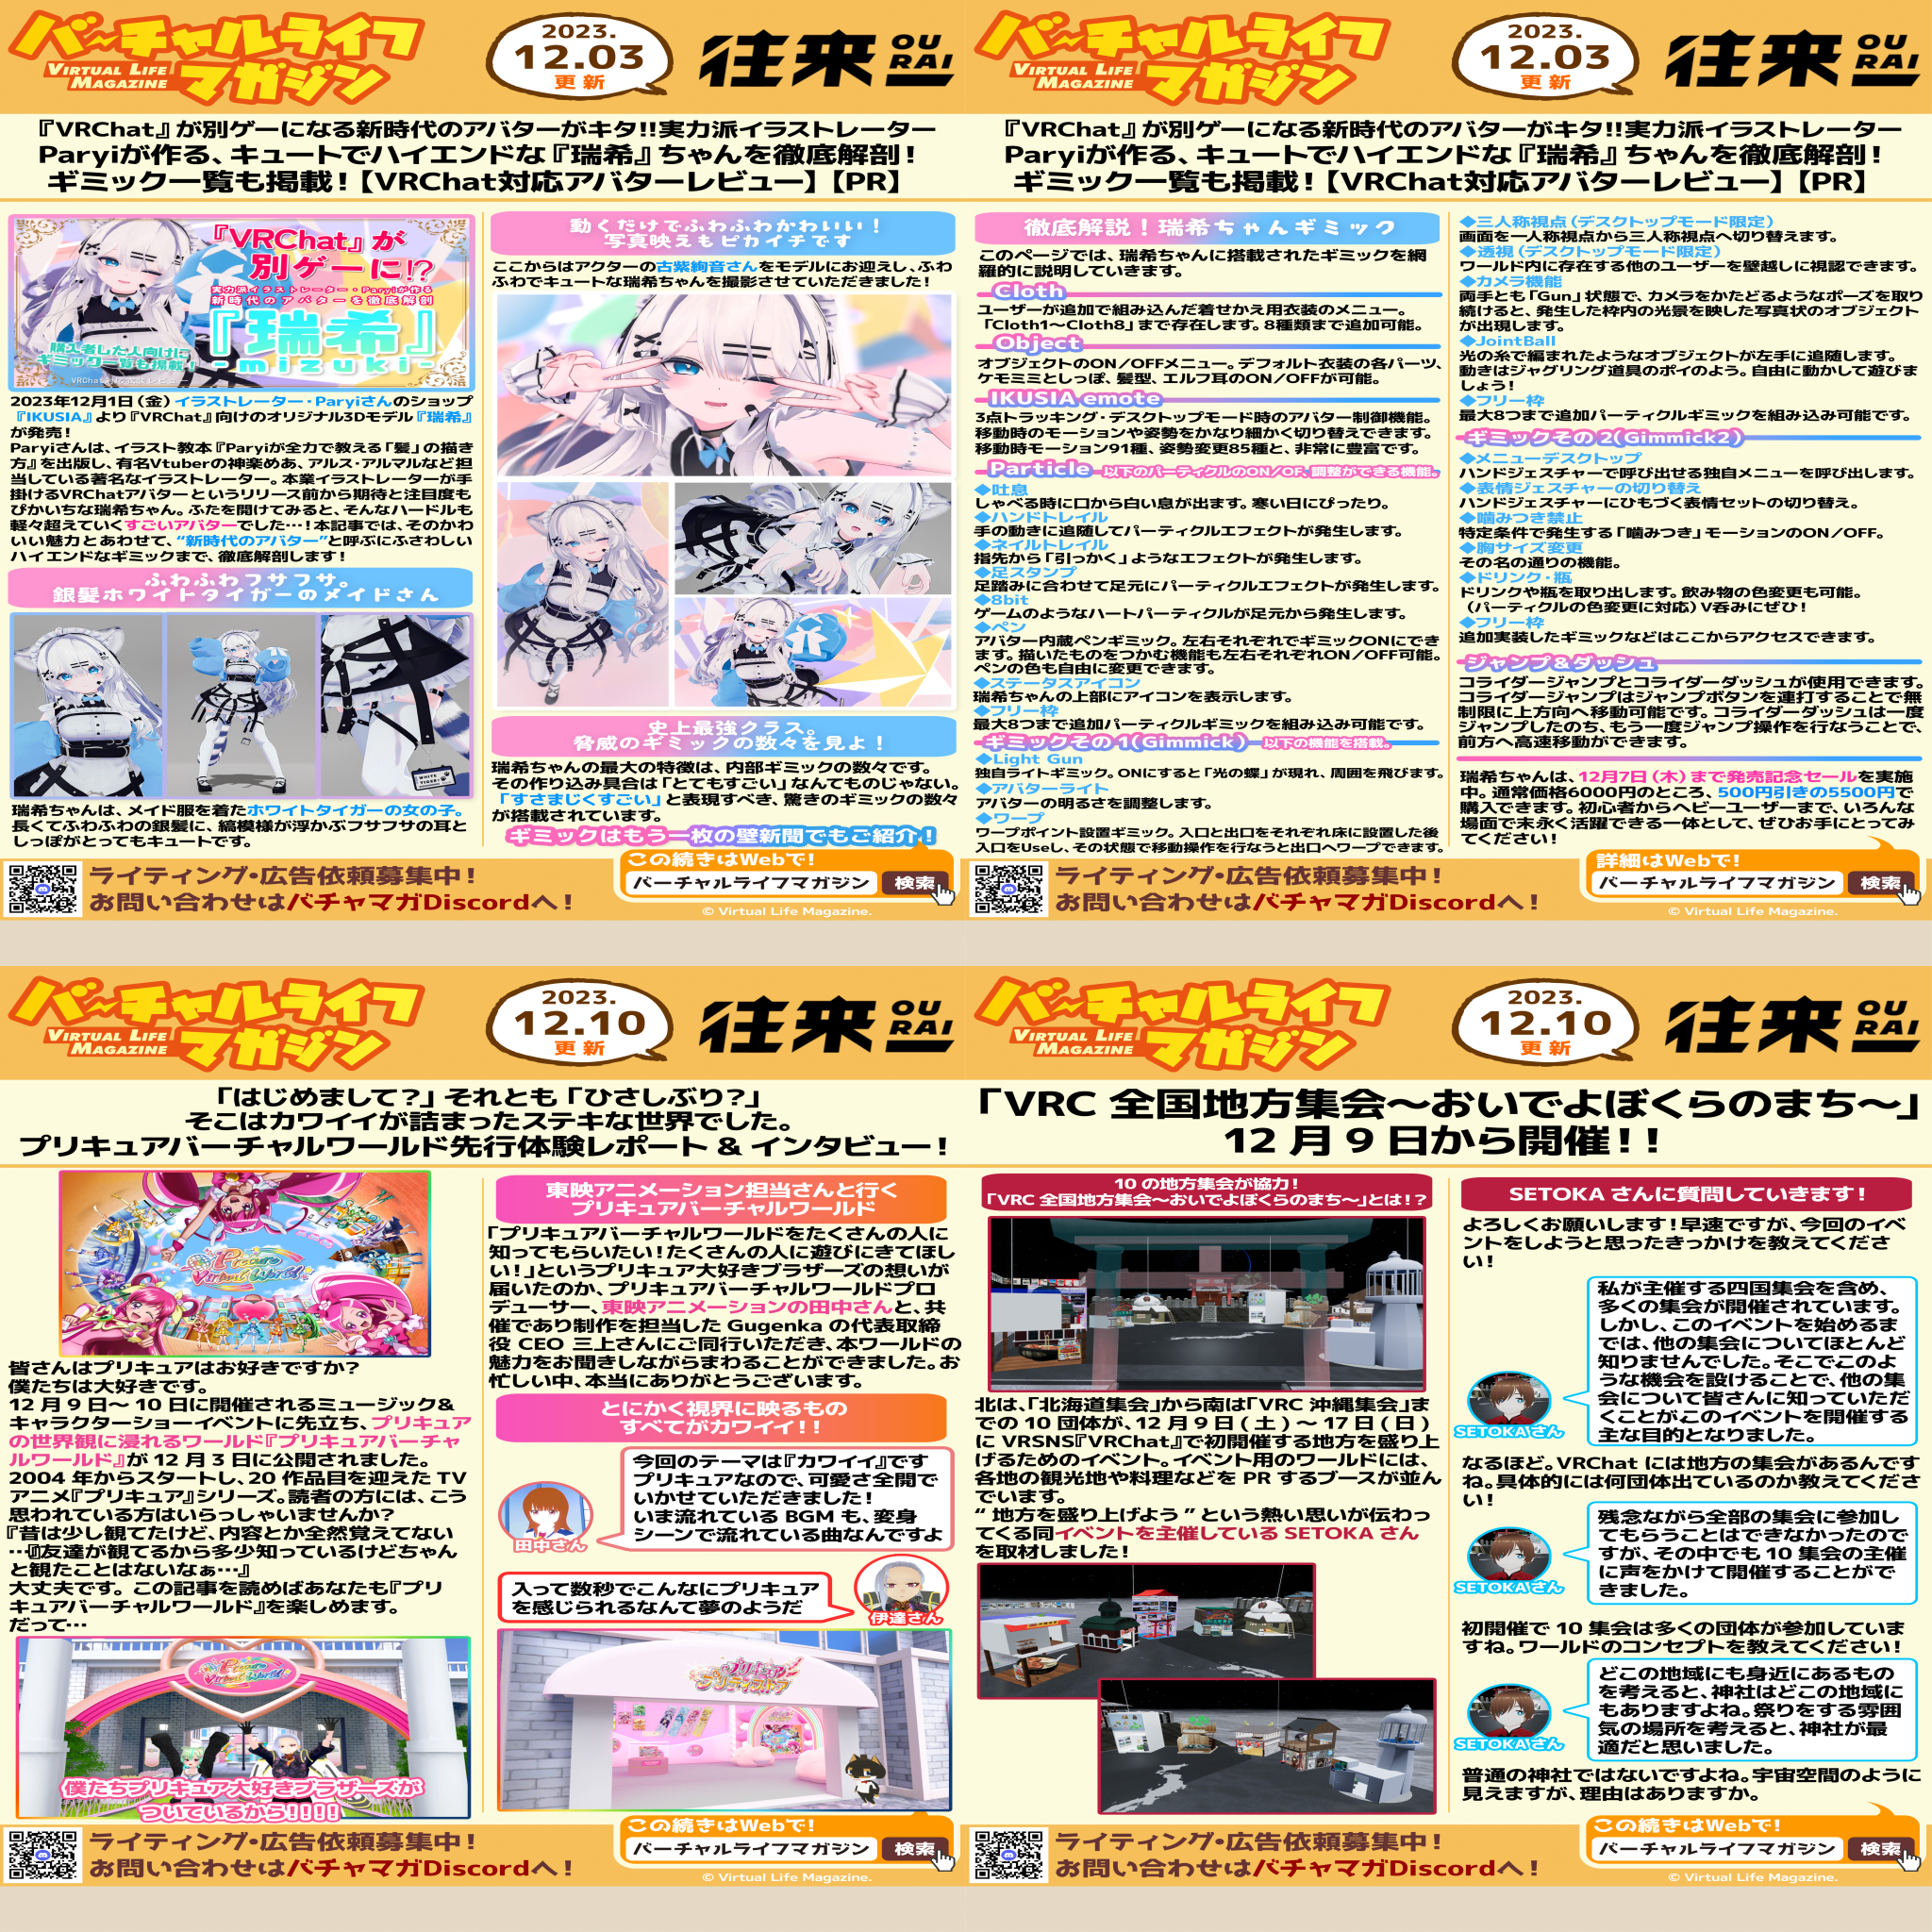 バーチャルライフ
マガジン
VIRTUAL LIFE
MAGAZINE
2023.
12.03
更新
往来
OU
RAI
『VRChat』が別ゲーになる新時代のアバターがキタ!!実力派イラストレーター
Paryiが作る、キュートでハイエンドな『瑞希』ちゃんを徹底解剖！
ギミック一覧も掲載！【VRChat対応アバターレビュー】【PR】
『VRChat』が
別ゲーに!?
実力派イラストレーター・Paryiが作る
新時代のアバターを徹底解剖
『瑞希』
-mizuki-
購入者した人向けに
ギミック一覧も掲載！
2023年12月1日（金）イラストレーター・Paryiさんのショップ
『IKUSIA』より『VRChat』向けのオリジナル3Dモデル『瑞希』
が発売！
Paryiさんは、イラスト教本『Paryiが全力で教える「髪」の描き
方』を出版し、有名Vtuberの神楽めあ、アルス・アルマルなど担
当している著名なイラストレーター。本業イラストレーターが手
掛けるVRChatアバターというリリース前から期待と注目度も
ぴかいちな瑞希ちゃん。ふたを開けてみると、そんなハードルも
軽々超えていくすごいアバターでした…！本記事では、そのかわ
いい魅力とあわせて、“新時代のアバター”と呼ぶにふさわしい
ハイエンドなギミックまで、徹底解剖します！
ふわふわフサフサ。
銀髪ホワイトタイガーのメイドさん
WHITE
TIGER
瑞希ちゃんは、メイド服を着たホワイトタイガーの女の子。
長くてふわふわの銀髪に、縞模様が浮かぶフサフサの耳と
しっぽがとってもキュートです。
動くだけでふわふわかわいい！
写真映えもピカイチです
ここからはアクターの古紫絢音さんをモデルにお迎えし、ふわ
ふわでキュートな瑞希ちゃんを撮影させていただきました！
史上最強クラス。
脅威のギミックの数々を見よ！
瑞希ちゃんの最大の特徴は、内部ギミックの数々です。
その作り込み具合は「とてもすごい」なんてものじゃない。
「すさまじくすごい」と表現すべき、驚きのギミックの数々
が搭載されています。
ギミックはもう一枚の壁新聞でもご紹介！
ライティング・広告依頼募集中！
お問い合わせはバチャマガDiscordへ！
この続きはWebで！
バーチャルライフマガジン
検索
© Virtual Life Magazine.
バーチャルライフ
マガジン
VIRTUAL LIFE
MAGAZINE
2023.
12.03
更新
往来
OU
RAI
『VRChat』が別ゲーになる新時代のアバターがキタ!!実力派イラストレーター
Paryiが作る、キュートでハイエンドな『瑞希』ちゃんを徹底解剖！
ギミック一覧も掲載！【VRChat対応アバターレビュー】【PR】
徹底解説！瑞希ちゃんギミック
このページでは、瑞希ちゃんに搭載されたギミックを網
羅的に説明していきます。
Cloth
ユーザーが追加で組み込んだ着せかえ用衣装のメニュー。
「Cloth1～Cloth8」まで存在します。8種類まで追加可能。
Object
オブジェクトのON／OFFメニュー。デフォルト衣装の各パーツ、
ケモミミとしっぽ、髪型、エルフ耳のON／OFFが可能。
IKUSIA emote
3点トラッキング・デスクトップモード時のアバター制御機能。
移動時のモーションや姿勢をかなり細かく切り替えできます。
移動時モーション91種、姿勢変更85種と、非常に豊富です。
Particle 以下のパーティクルのON／OF、調整ができる機能。
◆吐息
しゃべる時に口から白い息が出ます。寒い日にぴったり。
◆ハンドトレイル
手の動きに追随してパーティクルエフェクトが発生します。
◆ネイルトレイル
指先から「引っかく」ようなエフェクトが発生します。
◆足スタンプ
足踏みに合わせて足元にパーティクルエフェクトが発生します。
◆8bit
ゲームのようなハートパーティクルが足元から発生します。
◆ペン
アバター内蔵ペンギミック。左右それぞれでギミックONにでき
ます。描いたものをつかむ機能も左右それぞれON／OFF可能。
ペンの色も自由に変更できます。
◆ステータスアイコン
瑞希ちゃんの上部にアイコンを表示します。
◆フリー枠
最大8つまで追加パーティクルギミックを組み込み可能です。
ギミックその1(Gimmick) 以下の機能を搭載。
◆Light Gun
独自ライトギミック。ONにすると「光の蝶」が現れ、周囲を飛びます。
◆アバターライト
アバターの明るさを調整します。
◆ワープ
ワープポイント設置ギミック。入口と出口をそれぞれ床に設置した後
入口をUseし、その状態で移動操作を行なうと出口へワープできます。
◆三人称視点（デスクトップモード限定）
画面を一人称視点から三人称視点へ切り替えます。
◆透視（デスクトップモード限定）
ワールド内に存在する他のユーザーを壁越しに視認できます。
◆カメラ機能
両手とも「Gun」状態で、カメラをかたどるようなポーズを取り
続けると、発生した枠内の光景を映した写真状のオブジェクト
が出現します。
◆JointBall
光の糸で編まれたようなオブジェクトが左手に追随します。
動きはジャグリング道具のポイのよう。自由に動かして遊びま
しょう！
◆フリー枠
最大8つまで追加パーティクルギミックを組み込み可能です。
ギミックその2(Gimmick2)
◆メニューデスクトップ
ハンドジェスチャーで呼び出せる独自メニューを呼び出します。
◆表情ジェスチャーの切り替え
ハンドジェスチャーにひもづく表情セットの切り替え。
◆噛みつき禁止
特定条件で発生する「噛みつき」モーションのON／OFF。
◆胸サイズ変更
その名の通りの機能。
◆ドリンク・瓶
ドリンクや瓶を取り出します。飲み物の色変更も可能。
（パーティクルの色変更に対応）V呑みにぜひ！
◆フリー枠
追加実装したギミックなどはここからアクセスできます。
ジャンプ＆ダッシュ
コライダージャンプとコライダーダッシュが使用できます。
コライダージャンプはジャンプボタンを連打することで無
制限に上方向へ移動可能です。コライダーダッシュは一度
ジャンプしたのち、もう一度ジャンプ操作を行なうことで、
前方へ高速移動ができます。
瑞希ちゃんは、12月7日（木）まで発売記念セールを実施
中。通常価格6000円のところ、500円引きの5500円で
購入できます。初心者からヘビーユーザーまで、いろんな
場面で末永く活躍できる一体として、ぜひお手にとってみ
てください！
ライティング・広告依頼募集中！
お問い合わせはバチャマガDiscordへ！
詳細はWebで！
バーチャルライフマガジン
検索
© Virtual Life Magazine.
バーチャルライフ
マガジン
VIRTUAL LIFE
MAGAZINE
2023.
12.10
更新
往来
OU
RAI
「はじめまして？」それとも「ひさしぶり？」
そこはカワイイが詰まったステキな世界でした。
プリキュアバーチャルワールド先行体験レポート & インタビュー！
Precure
Virtual World
皆さんはプリキュアはお好きですか？
僕たちは大好きです。
12月9日～10日に開催されるミュージック&
キャラクターショーイベントに先立ち、プリキュア
の世界観に浸れるワールド『プリキュアバーチャ
ルワールド』が12月3日に公開されました。
2004年からスタートし、20作品目を迎えたTV
アニメ『プリキュア』シリーズ。読者の方には、こう
思われている方はいらっしゃいませんか？
『昔は少し観てたけど、内容とか全然覚えてない
…』『友達が観てるから多少知っているけどちゃん
と観たことはないなぁ…』
大丈夫です。この記事を読めばあなたも『プリ
キュアバーチャルワールド』を楽しめます。
だって…
Precure
Virtual World
僕たちプリキュア大好きブラザーズが
ついているから！！！！
東映アニメーション担当さんと行く
プリキュアバーチャルワールド
「プリキュアバーチャルワールドをたくさんの人に
知ってもらいたい！たくさんの人に遊びにきてほし
い！」というプリキュア大好きブラザーズの想いが
届いたのか、プリキュアバーチャルワールドプロ
デューサー、東映アニメーションの田中さんと、共
催であり制作を担当したGugenkaの代表取締
役CEO 三上さんにご同行いただき、本ワールドの
魅力をお聞きしながらまわることができました。お
忙しい中、本当にありがとうございます。
とにかく視界に映るもの
すべてがカワイイ！！
今回のテーマは『カワイイ』です
プリキュアなので、可愛さ全開で
いかせていただきました！
いま流れているBGMも、変身
シーンで流れている曲なんですよ
田中さん
入って数秒でこんなにプリキュア
を感じられるなんて夢のようだ
伊達さん
プリキュア
プリティストア
ライティング・広告依頼募集中！
お問い合わせはバチャマガDiscordへ！
この続きはWebで！
バーチャルライフマガジン
検索
© Virtual Life Magazine.
バーチャルライフ
マガジン
VIRTUAL LIFE
MAGAZINE
2023.
12.10
更新
往来
OU
RAI
「VRC 全国地方集会～おいでよぼくらのまち～」
12月9日から開催！！
10の地方集会が協力！
「VRC 全国地方集会～おいでよぼくらのまち～」とは！？
北は、「北海道集会」から南は「VRC 沖縄集会」ま
での10団体が、12月9日(土)～17日(日)
にVRSNS『VRChat』で初開催する地方を盛り上
げるためのイベント。イベント用のワールドには、
各地の観光地や料理などをPRするブースが並ん
でいます。
“地方を盛り上げよう”という熱い思いが伝わっ
てくる同イベントを主催しているSETOKAさん
を取材しました！
SETOKAさんに質問していきます！
よろしくお願いします！早速ですが、今回のイベ
ントをしようと思ったきっかけを教えてくださ
い！
私が主催する四国集会を含め、
多くの集会が開催されています。
しかし、このイベントを始めるま
では、他の集会についてほとんど
知りませんでした。そこでこのよ
うな機会を設けることで、他の集
会について皆さんに知っていただ
くことがこのイベントを開催する
主な目的となりました。
SETOKAさん
なるほど。VRChatには地方の集会があるんです
ね。具体的には何団体出ているのか教えてくださ
い！
残念ながら全部の集会に参加し
てもらうことはできなかったので
すが、その中でも10集会の主催
に声をかけて開催することがで
きました。
SETOKAさん
初開催で10集会は多くの団体が参加していま
すね。ワールドのコンセプトを教えてください！
どこの地域にも身近にあるもの
を考えると、神社はどこの地域に
もありますよね。祭りをする雰囲
気の場所を考えると、神社が最
適だと思いました。
SETOKAさん
普通の神社ではないですよね。宇宙空間のように
見えますが、理由はありますか。
ライティング・広告依頼募集中！
お問い合わせはバチャマガDiscordへ！
この続きはWebで！
バーチャルライフマガジン
検索
© Virtual Life Magazine.